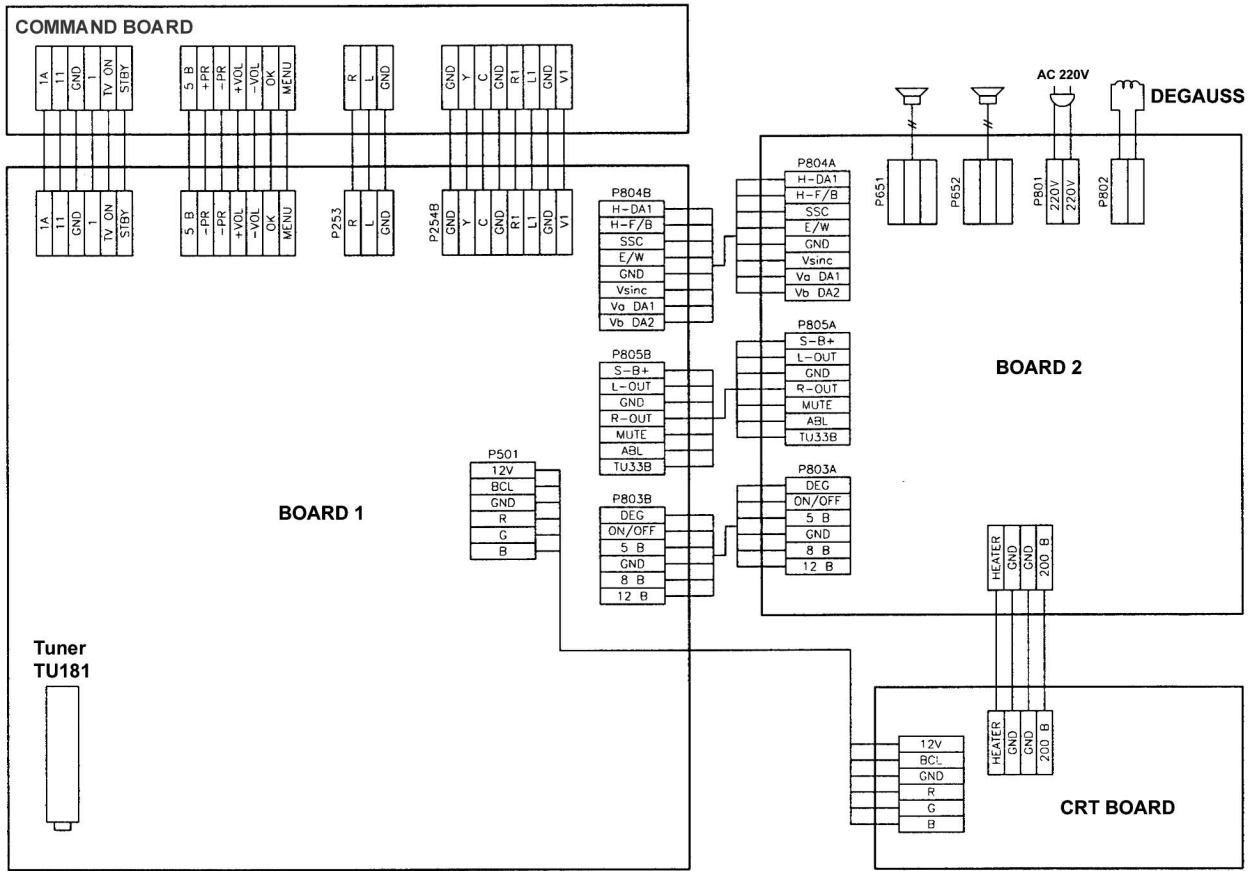 COMMAND BOARD
1A
11
GND
1
TV ON
STBY
5 B
+PR
-PR
+VOL
-VOL
OK
MENU
R
L
GND
GND
Y
C
GND
R1
L1
GND
V1
AC 220V
DEGAUSS
1A
11
GND
1
TV ON
STBY
5 B
-PR
-PR
+VOL
-VOL
OK
MENU
P253
R
L
GND
P254B
GND
Y
C
GND
R1
L1
GND
V1
P804B
H-DA1
H-F/B
SSC
E/W
GND
Vsinc
Va DA1
Vb DA2
P804A
H-DA1
H-F/B
SSC
E/W
GND
Vsinc
Va DA1
Vb DA2
P651
P652
P801
220V
220V
P802
P805B
S-B+
L-OUT
GND
R-OUT
MUTE
ABL
TU33B
P805A
S-B+
L-OUT
GND
R-OUT
MUTE
ABL
TU33B
BOARD 2
P501
12V
BCL
GND
R
G
B
BOARD 1
P803B
DEG
ON/OFF
5 B
GND
8 B
12 B
P803A
DEG
ON/OFF
5 B
GND
8 B
12 B
HEATER
GND
GND
200 B
Tuner
TU181
HEATER
GND
GND
200 B
12V
BCL
GND
R
G
B
CRT BOARD